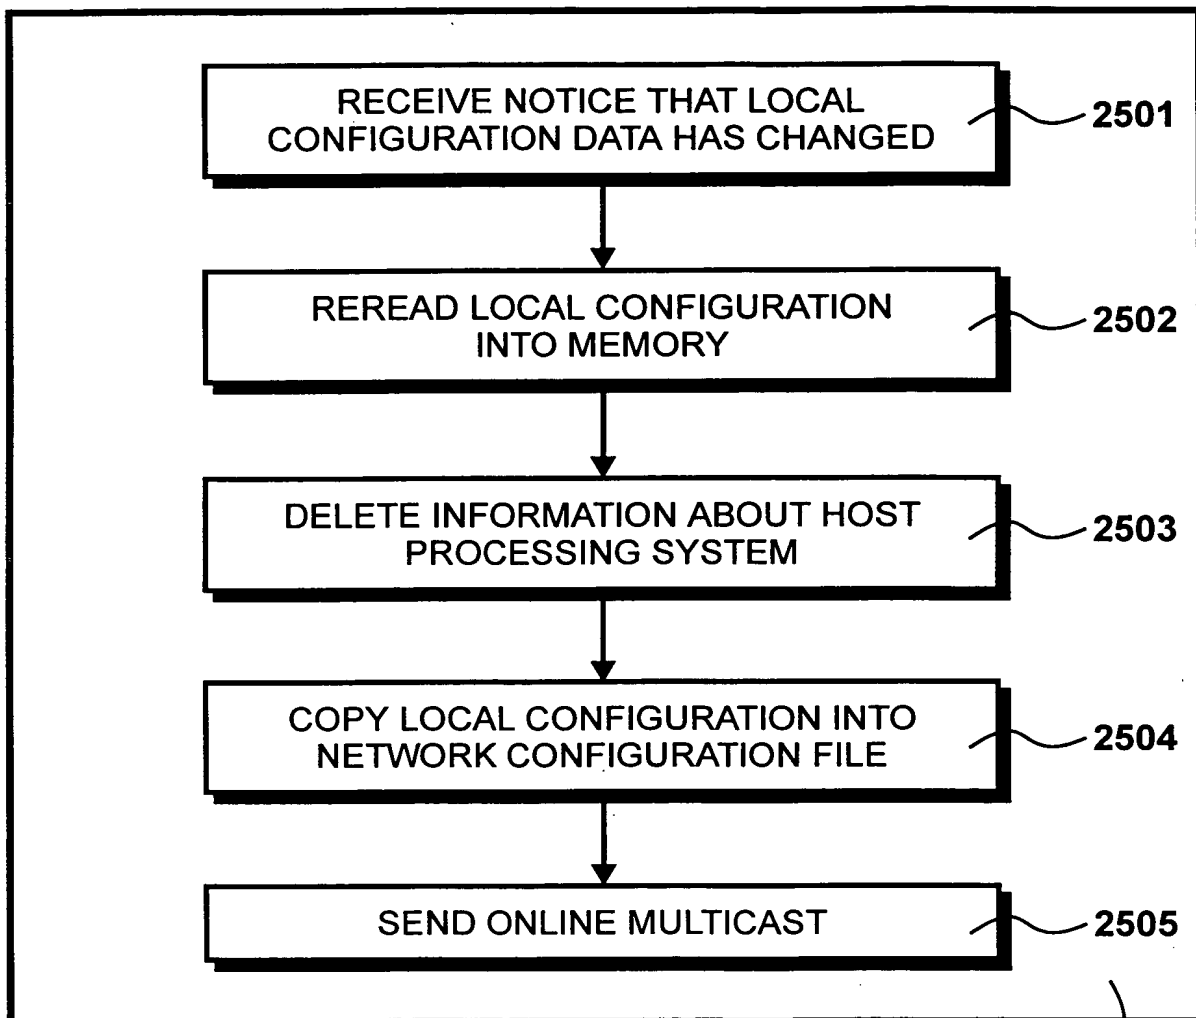 RECEIVE NOTICE THAT LOCAL
CONFIGURATION DATA HAS CHANGED
2501
REREAD LOCAL CONFIGURATION
INTO MEMORY
2502
DELETE INFORMATION ABOUT HOST
PROCESSING SYSTEM
2503
COPY LOCAL CONFIGURATION INTO
NETWORK CONFIGURATION FILE
2504
SEND ONLINE MULTICAST
2505